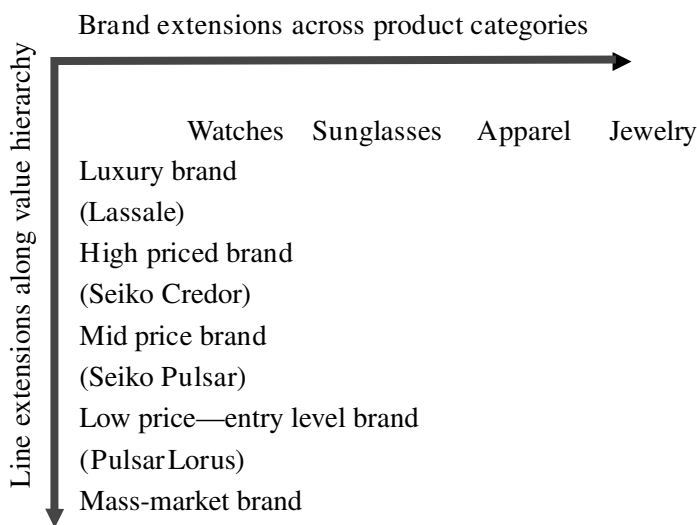 Brand extensions across product categories
Line extensions along value hierarchy
Watches Sunglasses Apparel Jewelry
Luxury brand
(Lassale)
High priced brand
(Seiko Credor)
Mid price brand
(Seiko Pulsar)
Low price—entry level brand
(Pulsar Lorus)
Mass-market brand